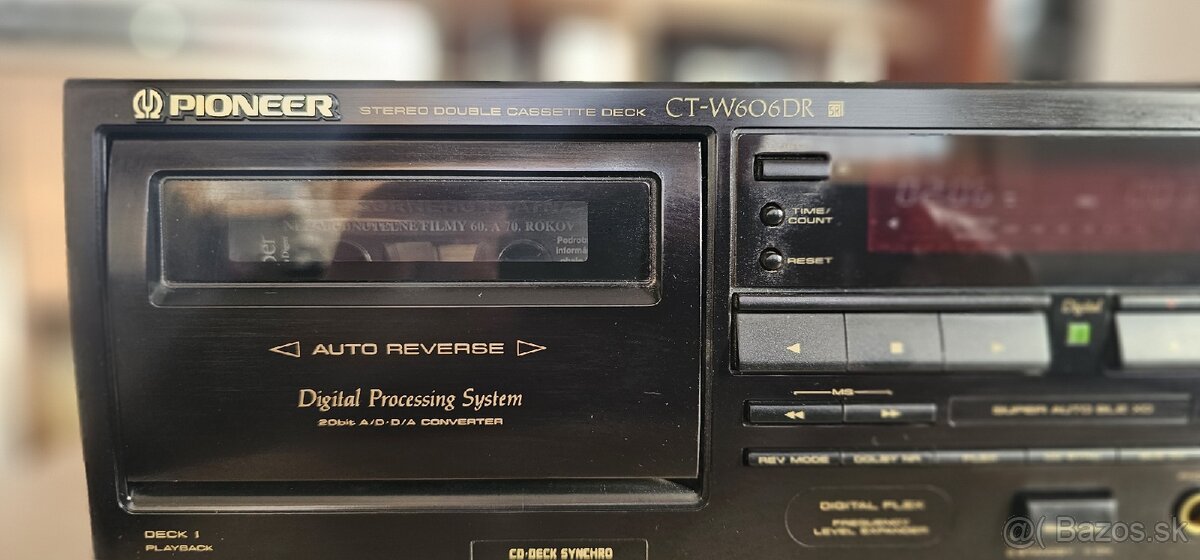 PIONEER STEREO DOUBLE CASSETTE DECK CT-W606DR
TIME/
COUNT
RESET
FILMY 60. A 70. ROKOV
AUTO REVERSE
Digital Processing System
20bit A/D·D/A CONVERTER
Digital
MS
SUPER AUTO BLE XD
REV MODE DOLBY NR
DIGITAL FLEX
FREQUENCY
LEVEL EXPANDER
DECK I
PLAYBACK
CD·DECK SYNCHRO
@( Bazos.sk